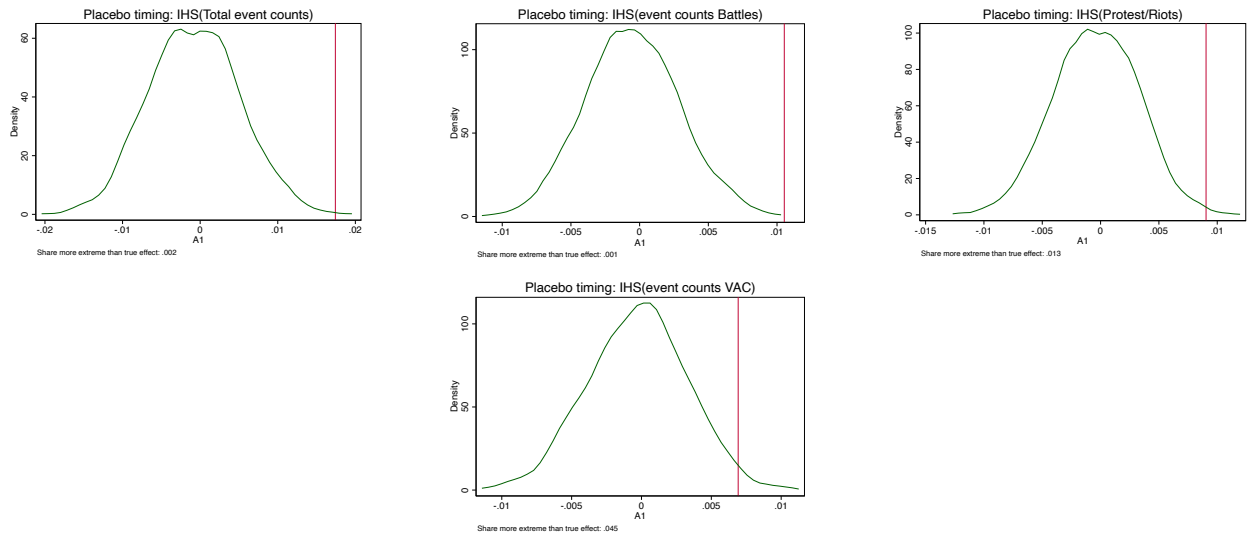 Placebo timing: IHS(Total event counts)
Density
0
20
40
60
-.02
-.01
0
.01
.02
A1
Share more extreme than true effect: .002
Placebo timing: IHS(event counts Battles)
Density
0
50
100
-.01
-.005
0
.005
.01
A1
Share more extreme than true effect: .001
Placebo timing: IHS(Protest/Riots)
Density
0
20
40
60
80
100
-.015
-.01
-.005
0
.005
.01
A1
Share more extreme than true effect: .013
Placebo timing: IHS(event counts VAC)
Density
0
50
100
-.01
-.005
0
.005
.01
A1
Share more extreme than true effect: .045